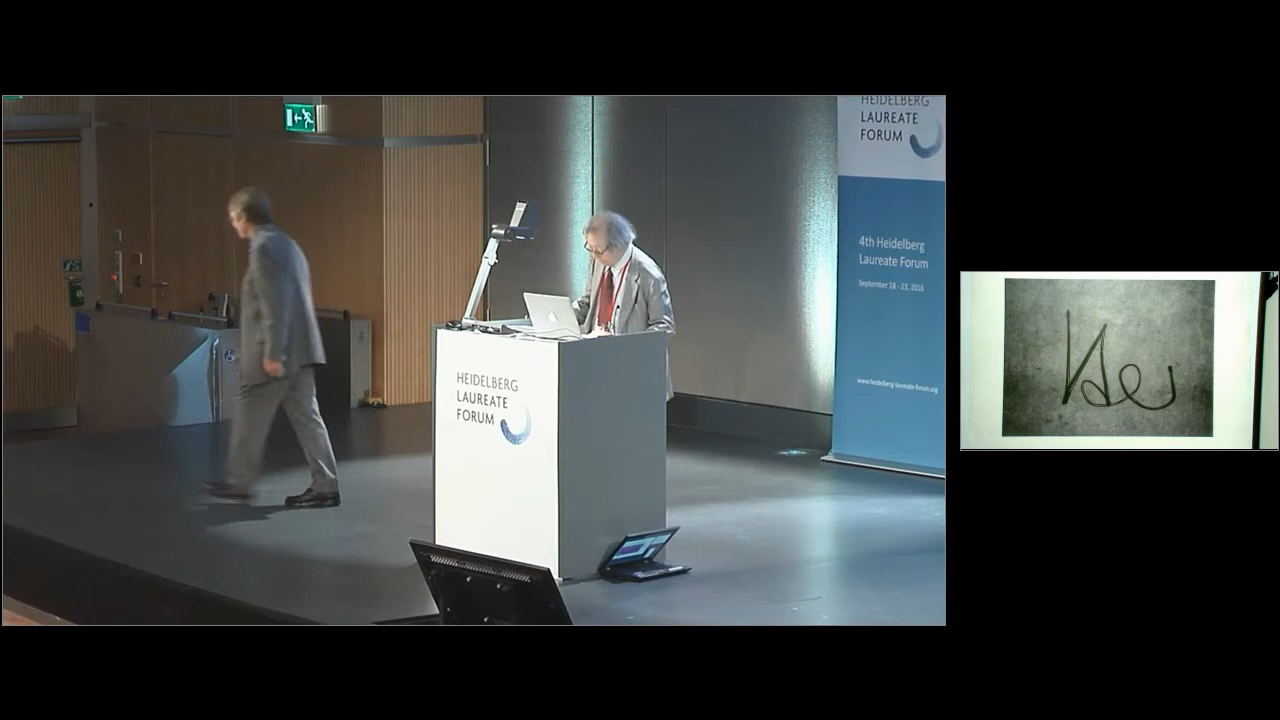 HEIDELBERG
LAUREATE
FORUM
4th Heidelberg
Laureate Forum
September 18 - 23, 2016
www.heidelberg-laureate-forum.org
HEIDELBERG
LAUREATE
FORUM